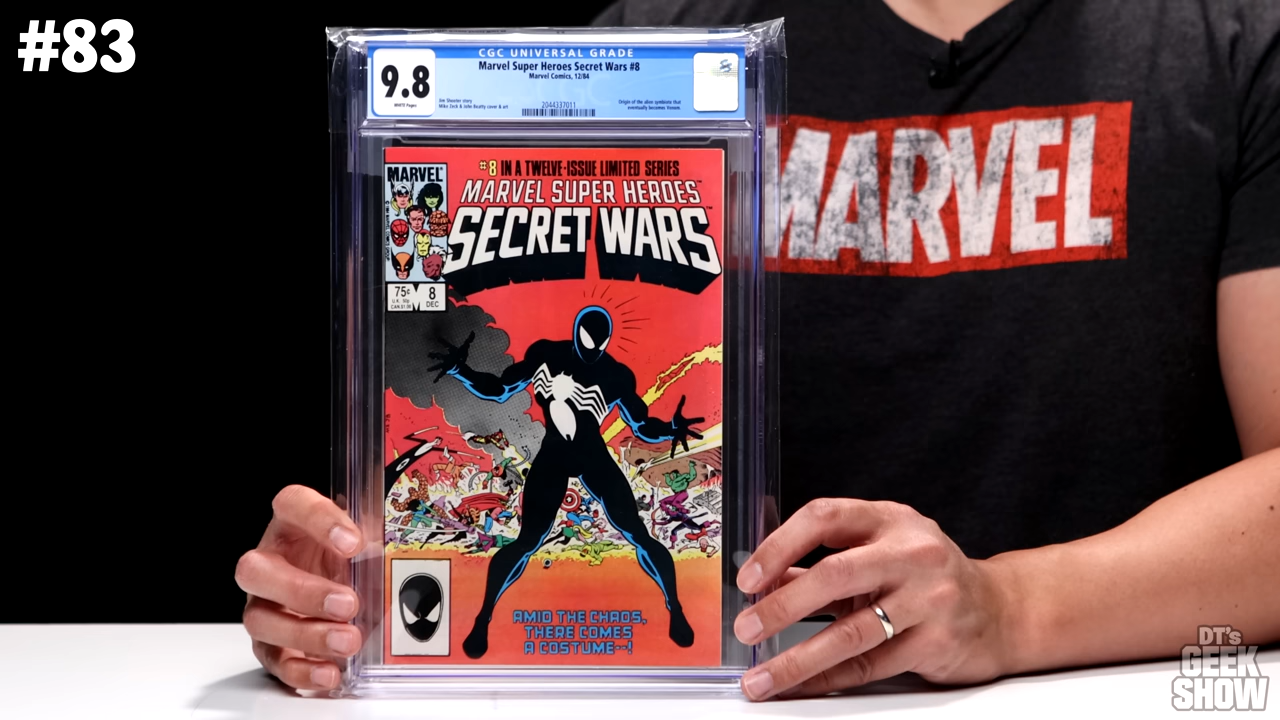 #83
CGC UNIVERSAL GRADE
9.8
WHITE Pages
Marvel Super Heroes Secret Wars #8
Marvel Comics, 12/84
Jim Shooter story
Mike Zeck & John Beatty cover & art
2044337011
Origin of the alien symbiote that
eventually becomes Venom.
MARVEL
#8 IN A TWELVE-ISSUE LIMITED SERIES
MARVEL SUPER HEROES
SECRET WARS
75¢
8
DEC
AMID THE CHAOS,
THERE COMES
A COSTUME--!
MARVEL
DT's
GEEK
SHOW